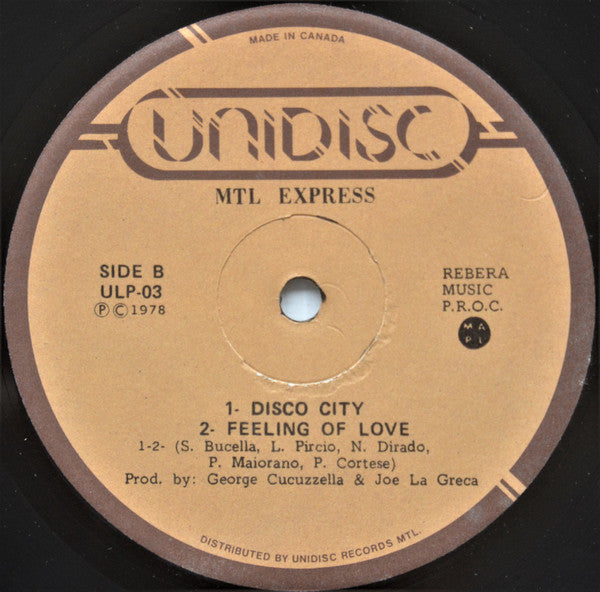 MADE IN CANADA
UNIDISC
MTL EXPRESS
SIDE B
ULP-03
Ⓟ © 1978
REBERA
MUSIC
P.R.O.C.
M A
P L
1- DISCO CITY
2- FEELING OF LOVE
1-2- (S. Bucella, L. Pircio, N. Dirado,
P. Maiorano, P. Cortese)
Prod. by: George Cucuzzella & Joe La Greca
DISTRIBUTED BY UNIDISC RECORDS MTL.